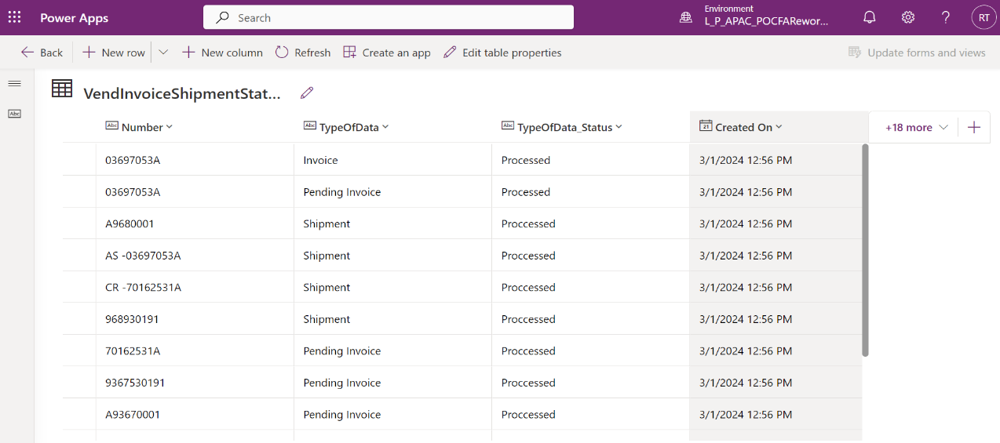 Power Apps
Search
Environment
L_P_APAC_POCFARewor...
RT
Back
New row
New column
Refresh
Create an app
Edit table properties
Update forms and views
VendInvoiceShipmentStat...
Abc
Abc Number
Abc TypeOfData
Abc TypeOfData_Status
21 Created On
+18 more
03697053A Invoice Processed 3/1/2024 12:56 PM
03697053A Pending Invoice Processed 3/1/2024 12:56 PM
A9680001 Shipment Proccessed 3/1/2024 12:56 PM
AS -03697053A Shipment Proccessed 3/1/2024 12:56 PM
CR -70162531A Shipment Proccessed 3/1/2024 12:56 PM
968930191 Shipment Proccessed 3/1/2024 12:56 PM
70162531A Pending Invoice Proccessed 3/1/2024 12:56 PM
9367530191 Pending Invoice Proccessed 3/1/2024 12:56 PM
A93670001 Pending Invoice Proccessed 3/1/2024 12:56 PM